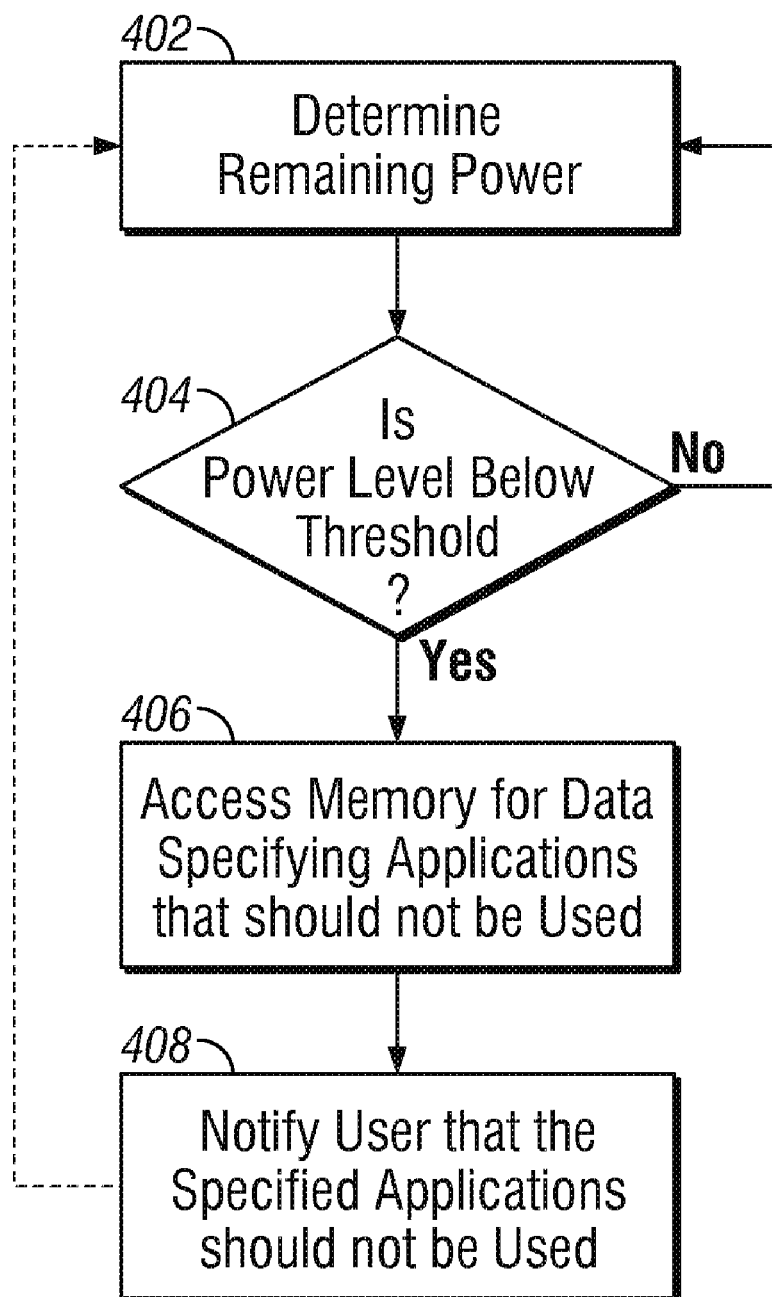 402
Determine
Remaining Power
404
Is
Power Level Below
Threshold
?
No
Yes
406
Access Memory for Data
Specifying Applications
that should not be Used
408
Notify User that the
Specified Applications
should not be Used